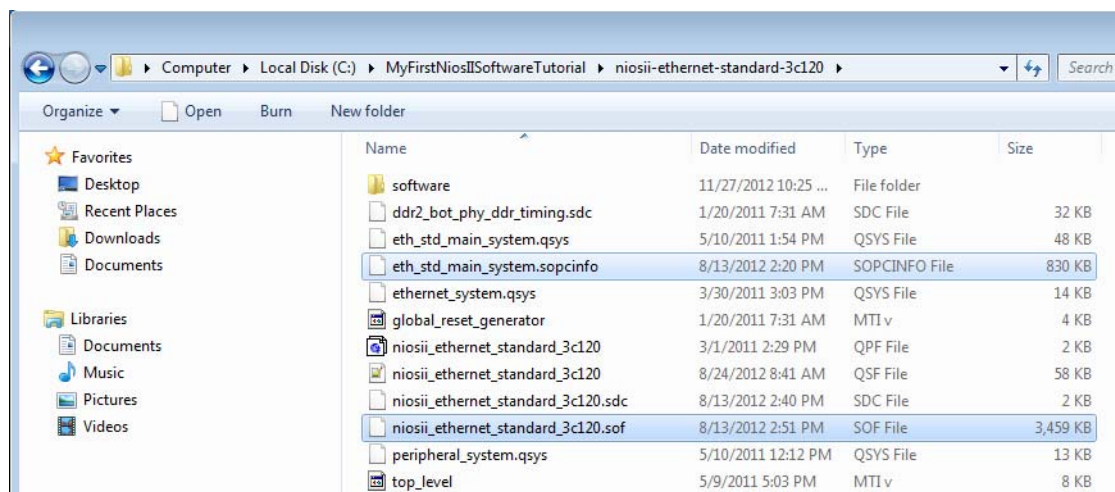 Computer Local Disk (C:) MyFirstNiosIISoftwareTutorial niosii-ethernet-standard-3c120 Search
Organize Open Burn New folder
Favorites
Desktop
Recent Places
Downloads
Documents
Libraries
Documents
Music
Pictures
Videos
Name Date modified Type Size
software 11/27/2012 10:25 ... File folder
ddr2_bot_phy_ddr_timing.sdc 1/20/2011 7:31 AM SDC File 32 KB
eth_std_main_system.qsys 5/10/2011 1:54 PM QSYS File 48 KB
eth_std_main_system.sopcinfo 8/13/2012 2:20 PM SOPCINFO File 830 KB
ethernet_system.qsys 3/30/2011 3:03 PM QSYS File 14 KB
global_reset_generator 1/20/2011 7:31 AM MTI v 4 KB
niosii_ethernet_standard_3c120 3/1/2011 2:29 PM QPF File 2 KB
niosii_ethernet_standard_3c120 8/24/2012 8:41 AM QSF File 58 KB
niosii_ethernet_standard_3c120.sdc 8/13/2012 2:40 PM SDC File 2 KB
niosii_ethernet_standard_3c120.sof 8/13/2012 2:51 PM SOF File 3,459 KB
peripheral_system.qsys 5/10/2011 12:12 PM QSYS File 13 KB
top_level 5/9/2011 5:03 PM MTI v 8 KB